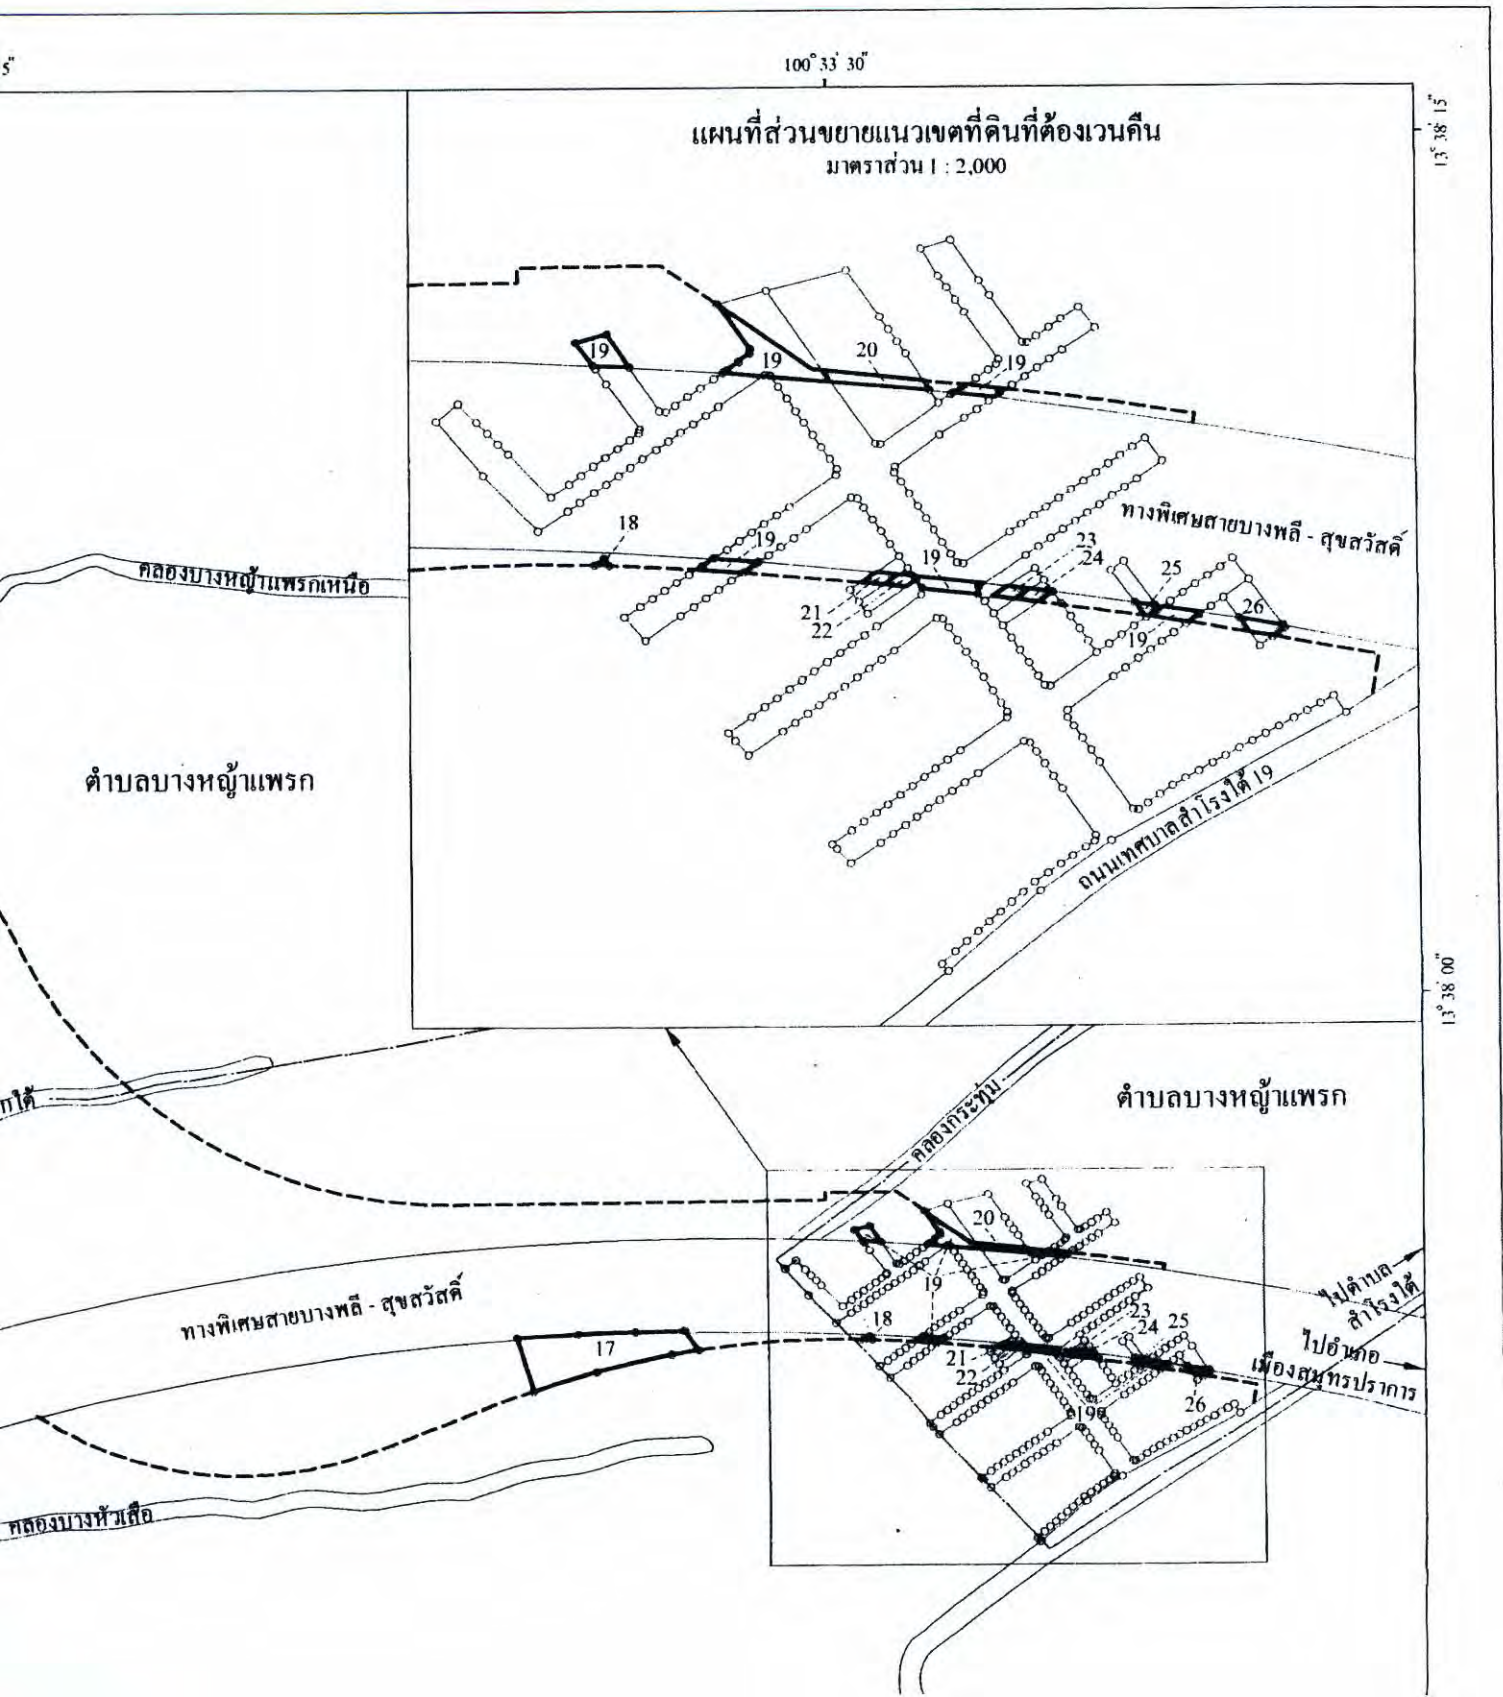 5"
100° 33' 30"
13° 38' 15"
แผนที่ส่วนขยายแนวเขตที่ดินที่ต้องเวนคืน
มาตราส่วน 1 : 2,000
19
19
20
19
18
19
19
23
24
ทางพิเศษสายบางพลี - สุขสวัสดิ์
21
22
25
26
19
คลองบางหญ้าแพรกเหนือ
ตำบลบางหญ้าแพรก
ถนนเทศบาลสำโรงใต้ 19
13° 38' 00"
กใต้
คลองกระทุ่ม
ตำบลบางหญ้าแพรก
20
19
18
23
24
25
21
22
19
26
ทางพิเศษสายบางพลี - สุขสวัสดิ์
17
ไปตำบล
สำโรงใต้
ไปอำเภอ
เมืองสมุทรปราการ
คลองบางหัวเสือ